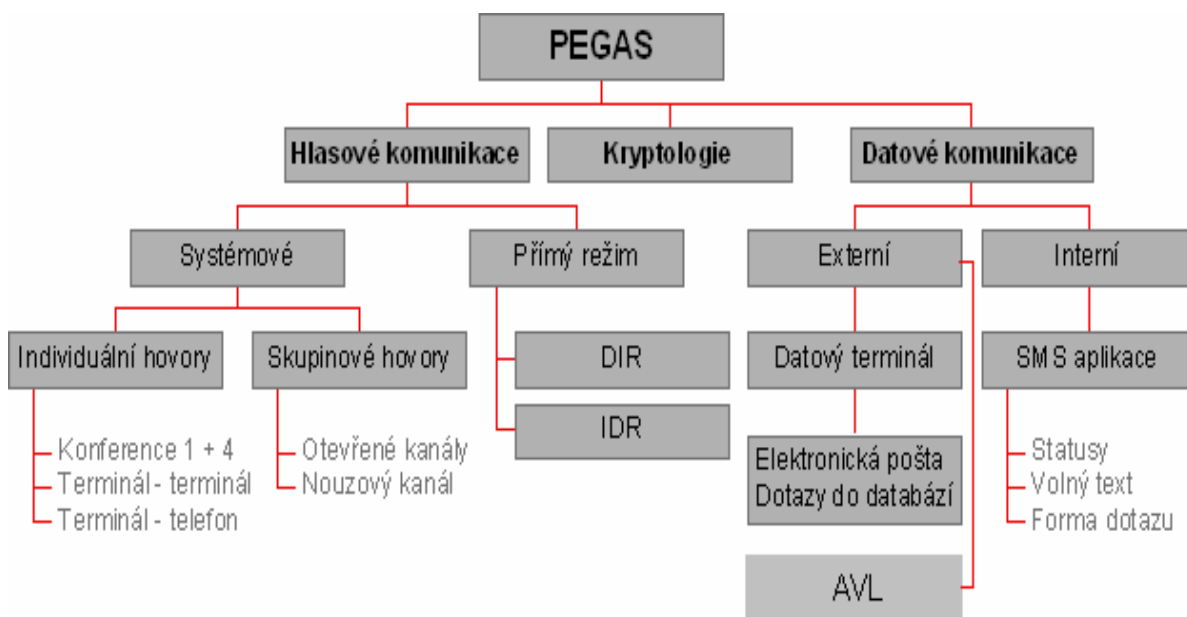 PEGAS
Hlasové komunikace
Kryptologie
Datové komunikace
Systémové
Přímý režim
Externí
Interní
Individuální hovory
Skupinové hovory
DIR
Datový terminál
SMS aplikace
IDR
Konference 1 + 4
Terminál - terminál
Terminál - telefon
Otevřené kanály
Nouzový kanál
Elektronická pošta
Dotazy do databází
Statusy
Volný text
Forma dotazu
AVL